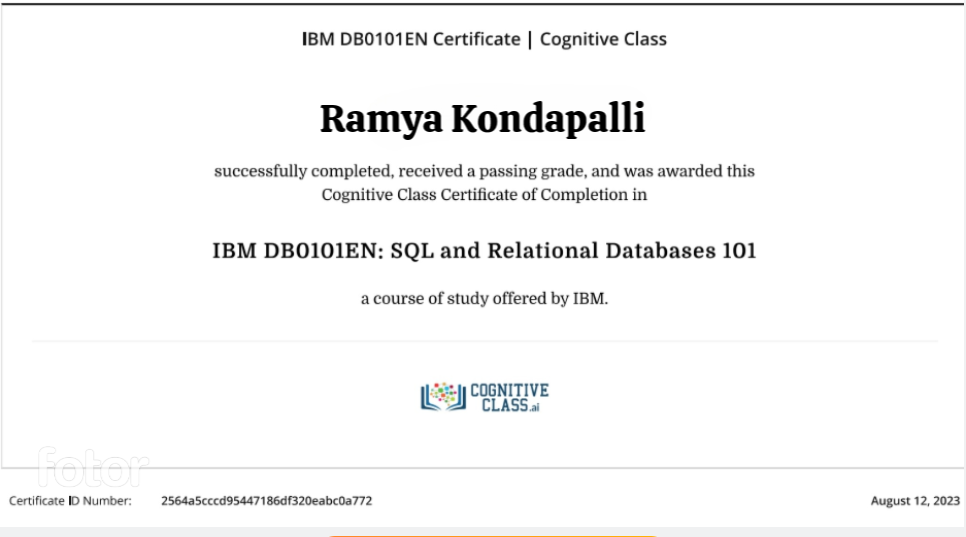 IBM DB0101EN Certificate | Cognitive Class
Ramya Kondapalli
successfully completed, received a passing grade, and was awarded this
Cognitive Class Certificate of Completion in
IBM DB0101EN: SQL and Relational Databases 101
a course of study offered by IBM.
COGNITIVE
CLASS.ai
fotor
Certificate ID Number: 2564a5cccd95447186df320eabc0a772
August 12, 2023